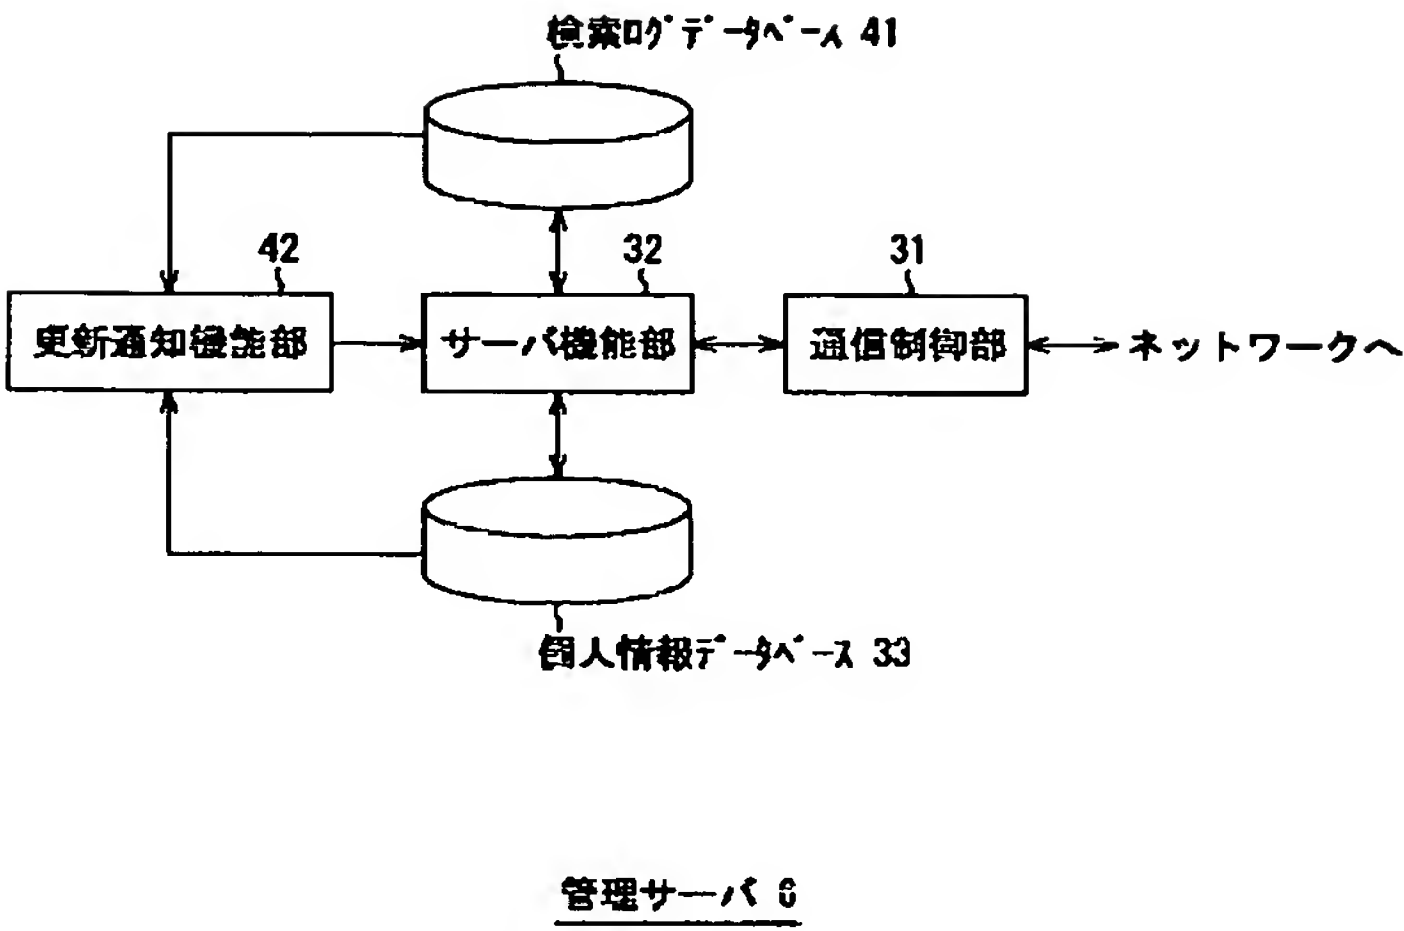 検索ログデータベース 41
42
32
31
更新通知機能部
サーバ機能部
通信制御部
ネットワークへ
個人情報データベース 33
管理サーバ 6